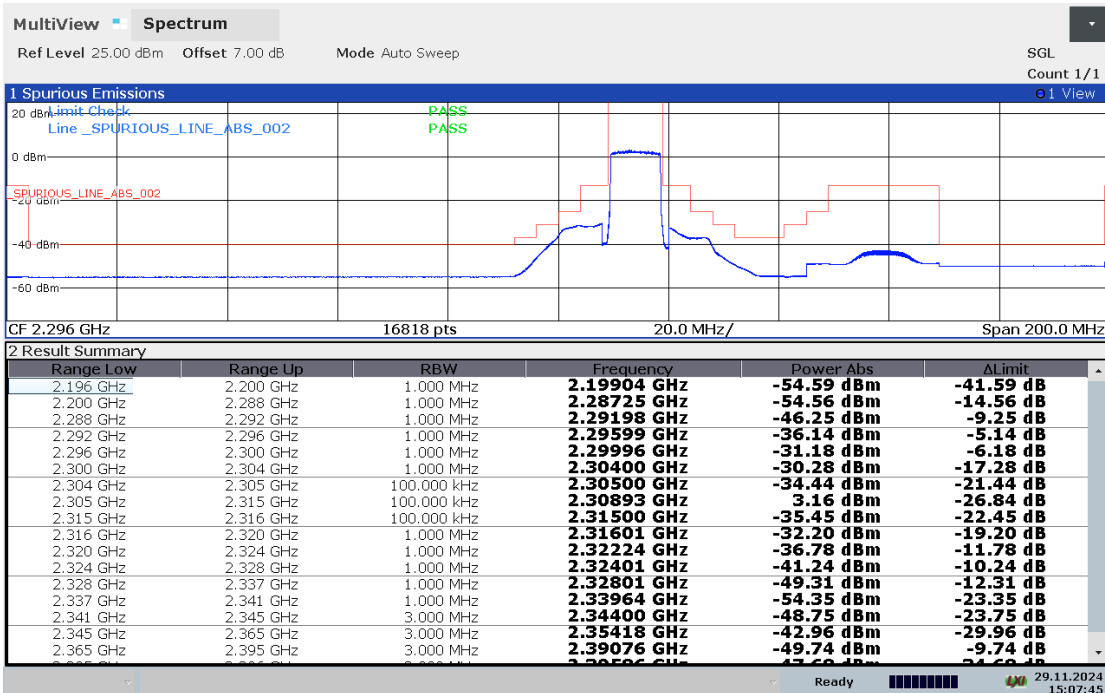 MultiView Spectrum
Ref Level 25.00 dBm Offset 7.00 dB Mode Auto Sweep SGL
Count 1/1
1 Spurious Emissions 1 View
20 dBm Limit Check PASS
Line _SPURIOUS_LINE_ABS_002 PASS
0 dBm
_SPURIOUS_LINE_ABS_002
-20 dBm
-40 dBm
-60 dBm
CF 2.296 GHz 16818 pts 20.0 MHz/ Span 200.0 MHz
2 Result Summary
Range Low Range Up RBW Frequency Power Abs ΔLimit
2.196 GHz 2.200 GHz 1.000 MHz 2.19904 GHz -54.59 dBm -41.59 dB
2.200 GHz 2.288 GHz 1.000 MHz 2.28725 GHz -54.56 dBm -14.56 dB
2.288 GHz 2.292 GHz 1.000 MHz 2.29198 GHz -46.25 dBm -9.25 dB
2.292 GHz 2.296 GHz 1.000 MHz 2.29599 GHz -36.14 dBm -5.14 dB
2.296 GHz 2.300 GHz 1.000 MHz 2.29996 GHz -31.18 dBm -6.18 dB
2.300 GHz 2.304 GHz 1.000 MHz 2.30400 GHz -30.28 dBm -17.28 dB
2.304 GHz 2.305 GHz 100.000 kHz 2.30500 GHz -34.44 dBm -21.44 dB
2.305 GHz 2.315 GHz 100.000 kHz 2.30893 GHz 3.16 dBm -26.84 dB
2.315 GHz 2.316 GHz 100.000 kHz 2.31500 GHz -35.45 dBm -22.45 dB
2.316 GHz 2.320 GHz 1.000 MHz 2.31601 GHz -32.20 dBm -19.20 dB
2.320 GHz 2.324 GHz 1.000 MHz 2.32224 GHz -36.78 dBm -11.78 dB
2.324 GHz 2.328 GHz 1.000 MHz 2.32401 GHz -41.24 dBm -10.24 dB
2.328 GHz 2.337 GHz 1.000 MHz 2.32801 GHz -49.31 dBm -12.31 dB
2.337 GHz 2.341 GHz 1.000 MHz 2.33964 GHz -54.35 dBm -23.35 dB
2.341 GHz 2.345 GHz 3.000 MHz 2.34400 GHz -48.75 dBm -23.75 dB
2.345 GHz 2.365 GHz 3.000 MHz 2.35418 GHz -42.96 dBm -29.96 dB
2.365 GHz 2.395 GHz 3.000 MHz 2.39076 GHz -49.74 dBm -9.74 dB
Ready LXI 29.11.2024
15:07:45